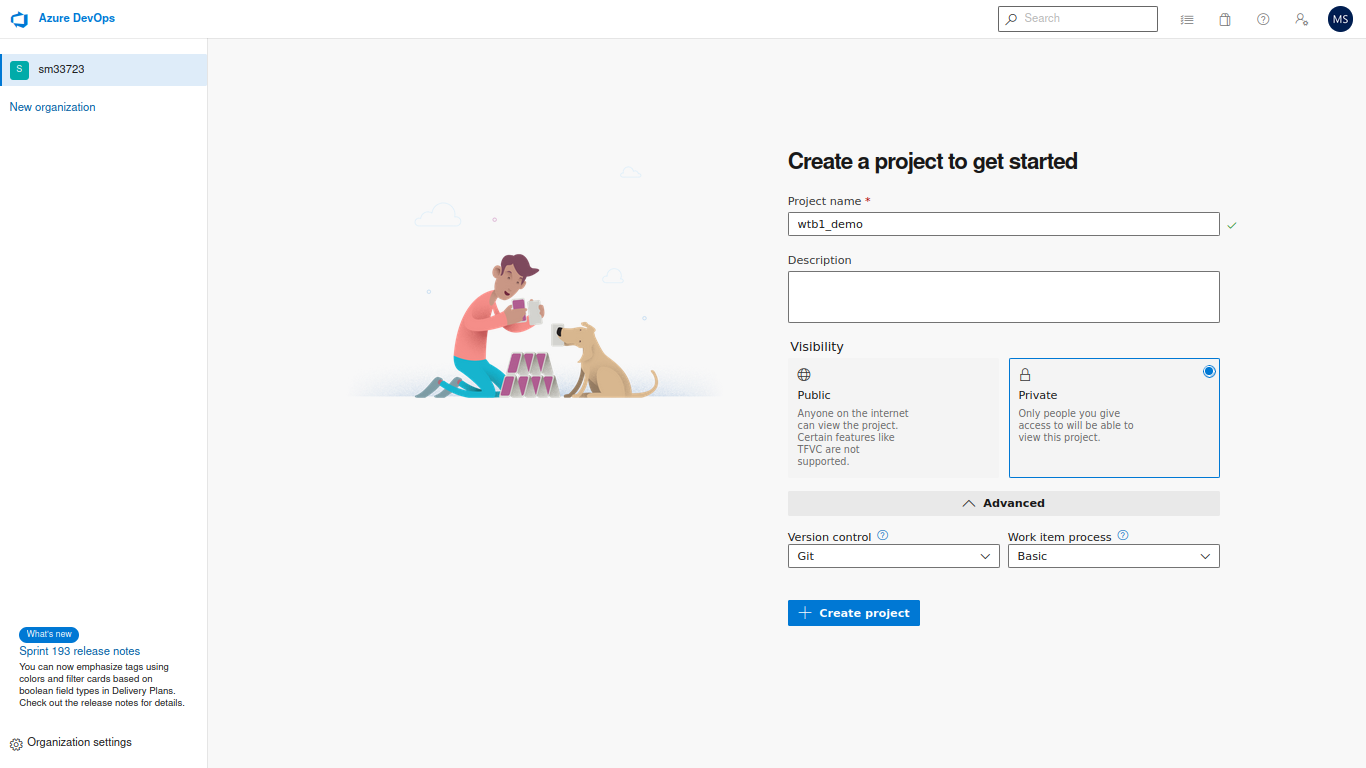 Azure DevOps
Search
MS
S
sm33723
New organization
Create a project to get started
Project name *
wtb1_demo
Description
Visibility
Public
Anyone on the internet
can view the project.
Certain features like
TFVC are not
supported.
Private
Only people you give
access to will be able to
view this project.
Advanced
Version control
Git
Work item process
Basic
Create project
What's new
Sprint 193 release notes
You can now emphasize tags using
colors and filter cards based on
boolean field types in Delivery Plans.
Check out the release notes for details.
Organization settings